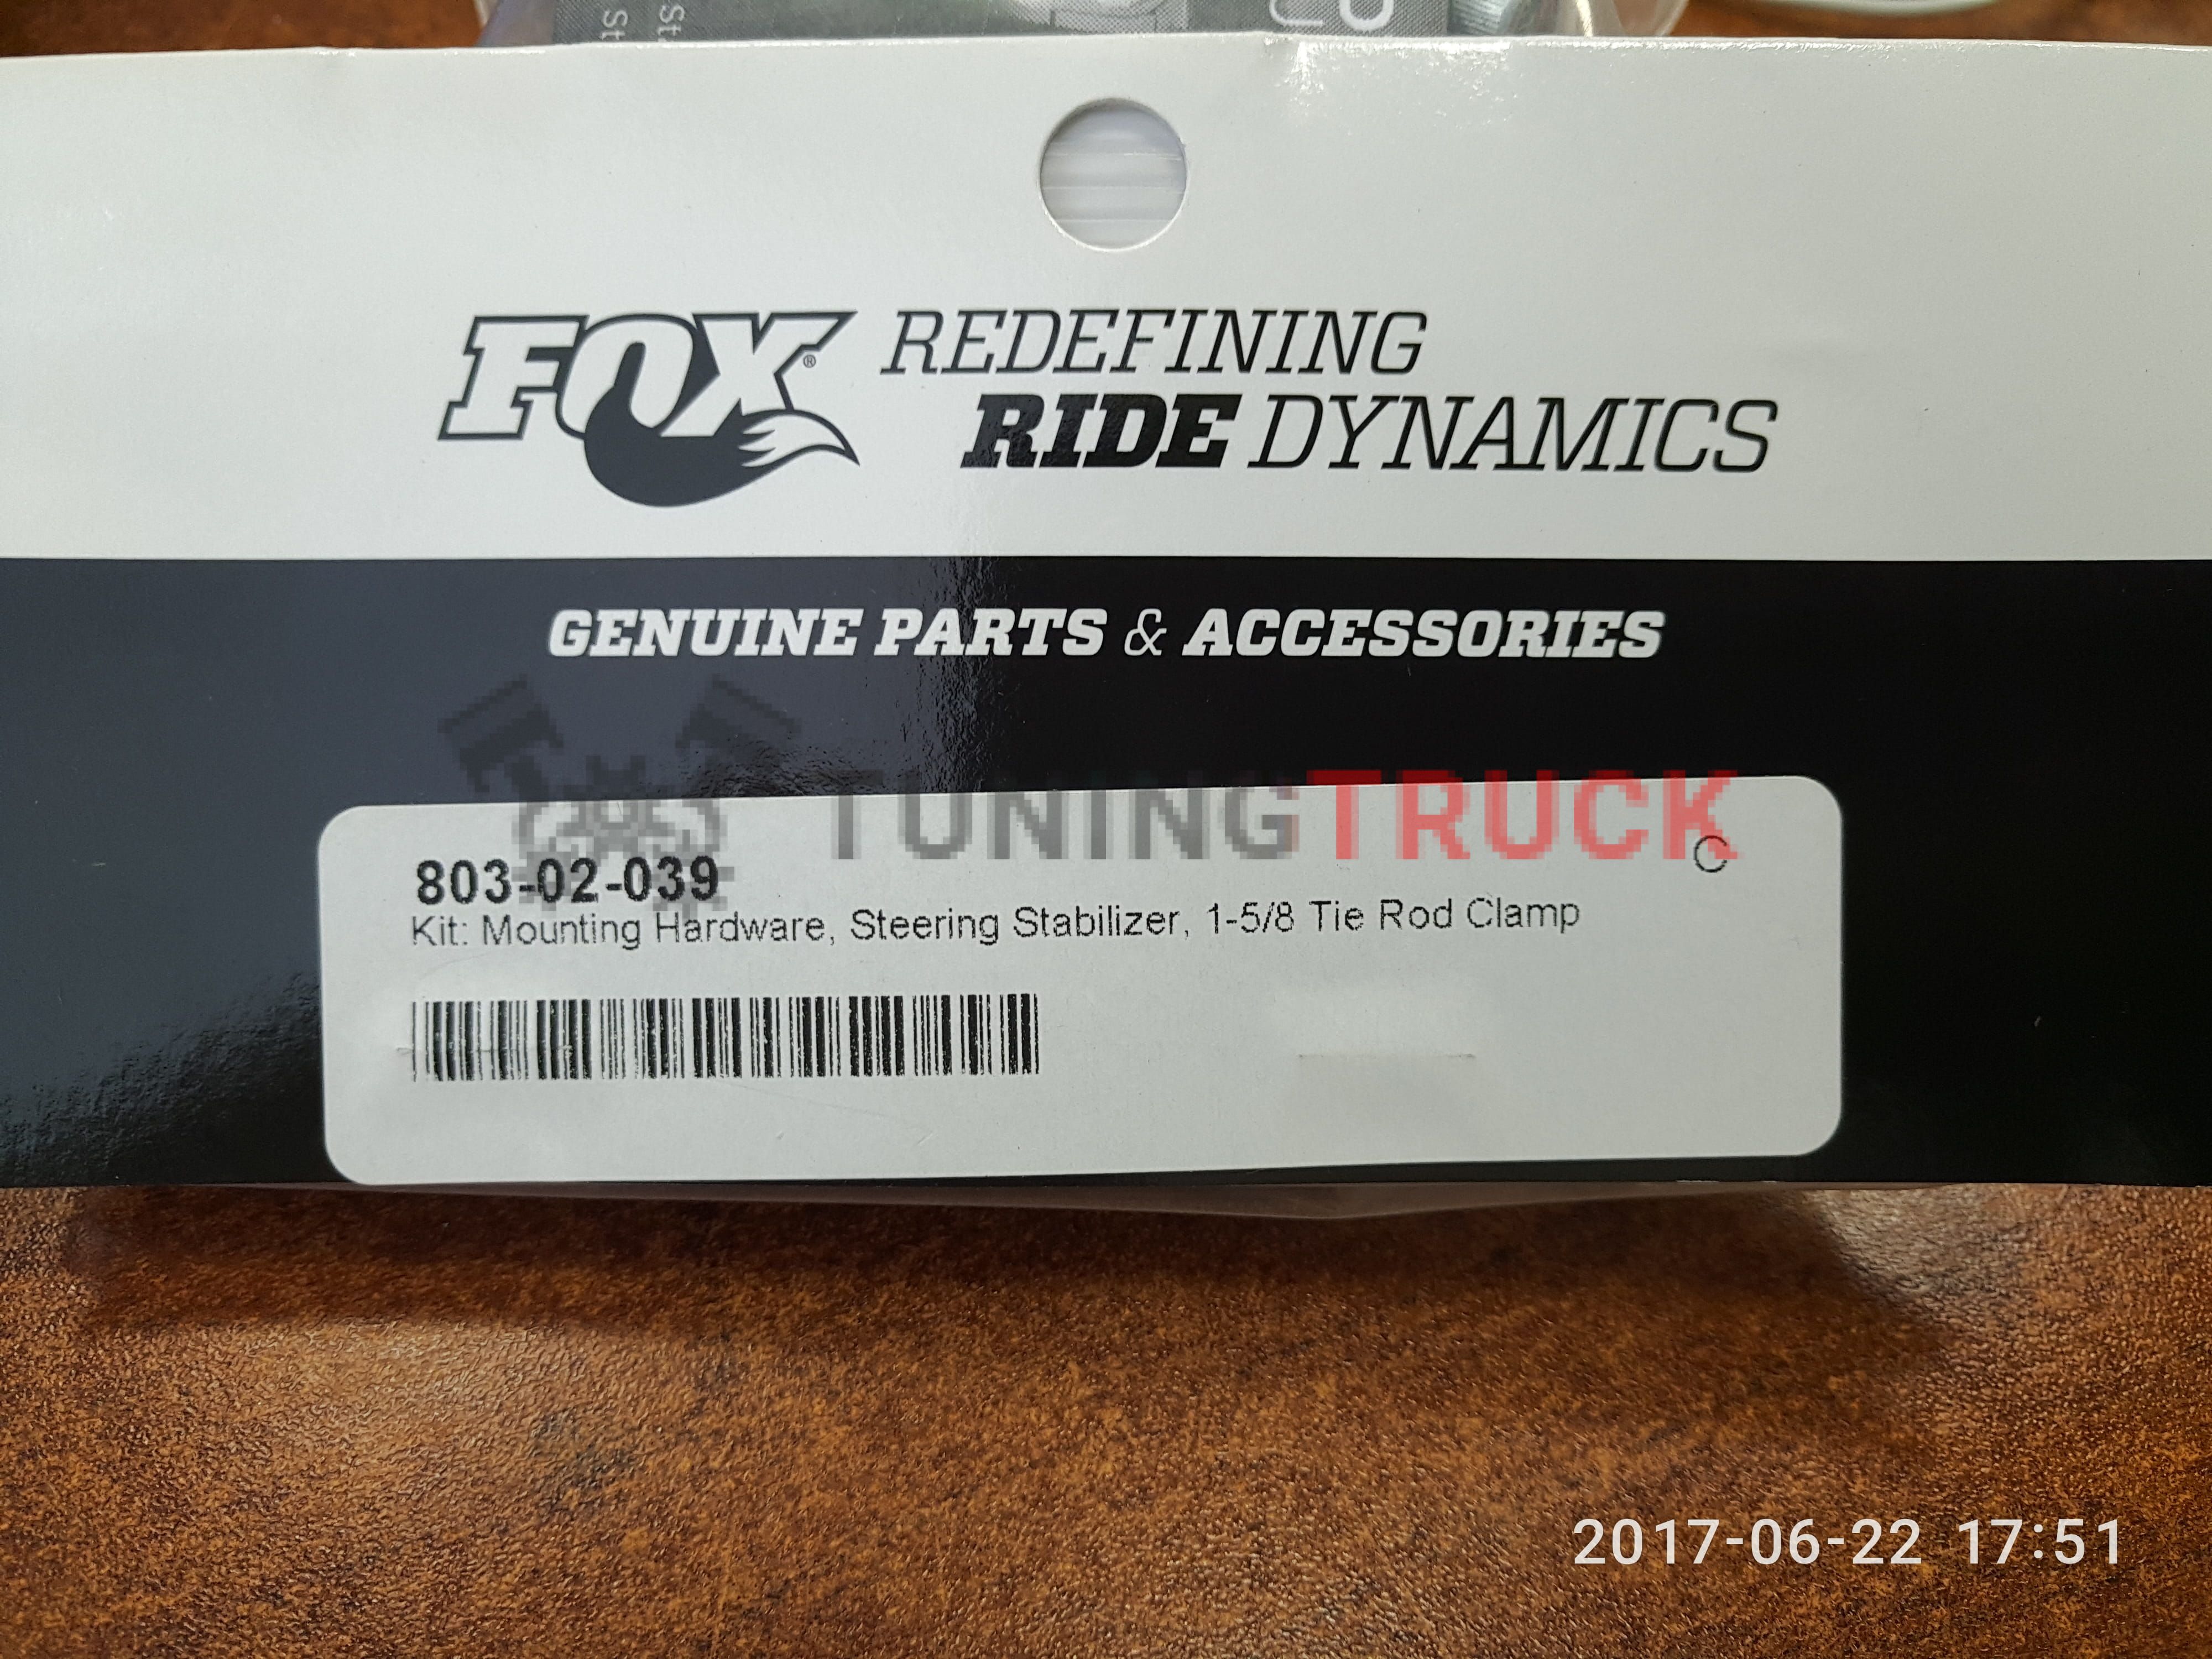 FOX®
REDEFINING
RIDE DYNAMICS
GENUINE PARTS & ACCESSORIES
TUNINGTRUCK
C
803-02-039
Kit: Mounting Hardware, Steering Stabilizer, 1-5/8 Tie Rod Clamp
2017-06-22 17:51